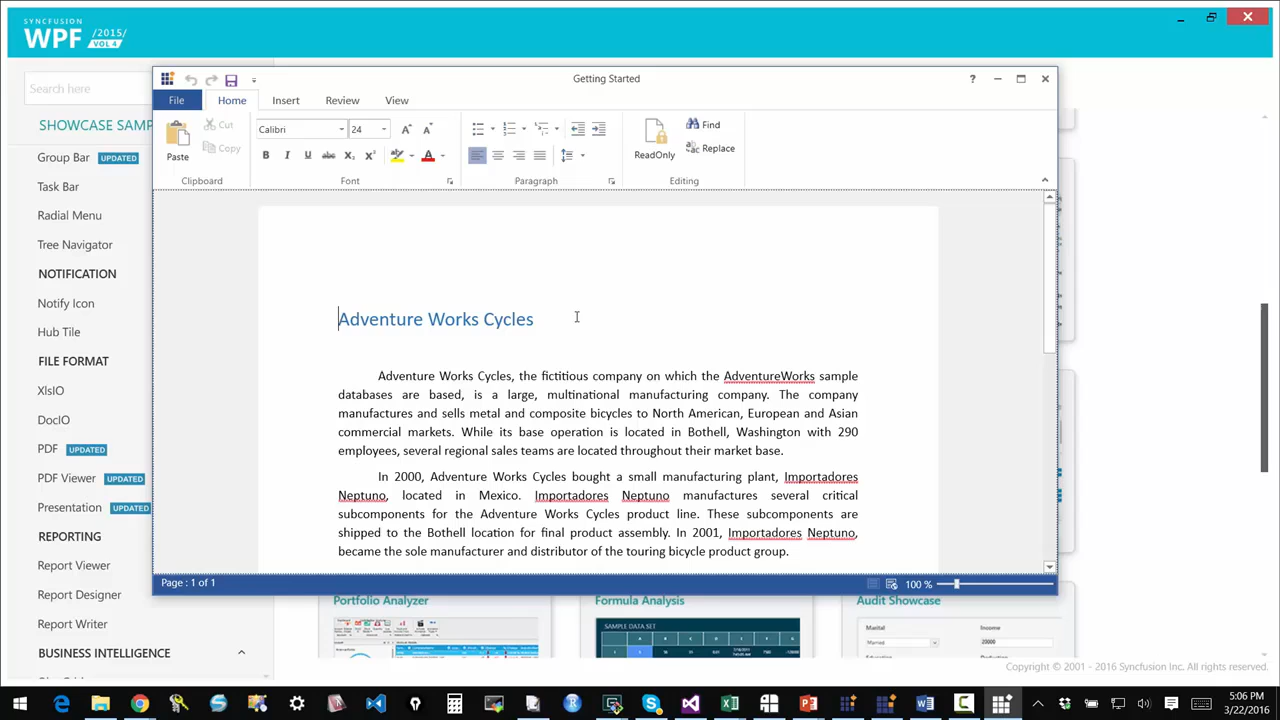 SYNCFUSION
WPF /2015/ VOL 4
Search here
SHOWCASE SAMP
Group Bar UPDATED
Task Bar
Radial Menu
Tree Navigator
NOTIFICATION
Notify Icon
Hub Tile
FILE FORMAT
XlsIO
DocIO
PDF UPDATED
PDF Viewer UPDATED
Presentation UPDATED
REPORTING
Report Viewer
Report Designer
Report Writer
BUSINESS INTELLIGENCE
Getting Started
File Home Insert Review View
Paste
Cut
Copy
Clipboard
Calibri 24
B I U abc X₂ X²
Font
Paragraph
ReadOnly
Find
Replace
Editing
Adventure Works Cycles
Adventure Works Cycles, the fictitious company on which the AdventureWorks sample
databases are based, is a large, multinational manufacturing company. The company
manufactures and sells metal and composite bicycles to North American, European and Asian
commercial markets. While its base operation is located in Bothell, Washington with 290
employees, several regional sales teams are located throughout their market base.
In 2000, Adventure Works Cycles bought a small manufacturing plant, Importadores
Neptuno, located in Mexico. Importadores Neptuno manufactures several critical
subcomponents for the Adventure Works Cycles product line. These subcomponents are
shipped to the Bothell location for final product assembly. In 2001, Importadores Neptuno,
became the sole manufacturer and distributor of the touring bicycle product group.
Page : 1 of 1
100 %
Portfolio Analyzer
Formula Analysis
SAMPLE DATA SET
Audit Showcase
Marital
Income
Married
20000
Copyright © 2001 - 2016 Syncfusion Inc. All rights reserved.
5:06 PM
3/22/2016